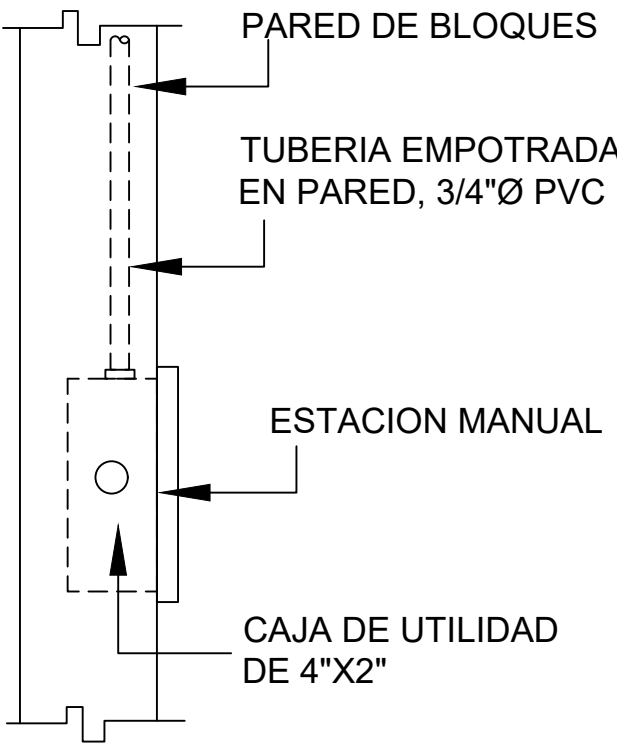 PARED DE BLOQUES
TUBERIA EMPOTRADA
EN PARED, 3/4"Ø PVC
ESTACION MANUAL
CAJA DE UTILIDAD
DE 4"X2"